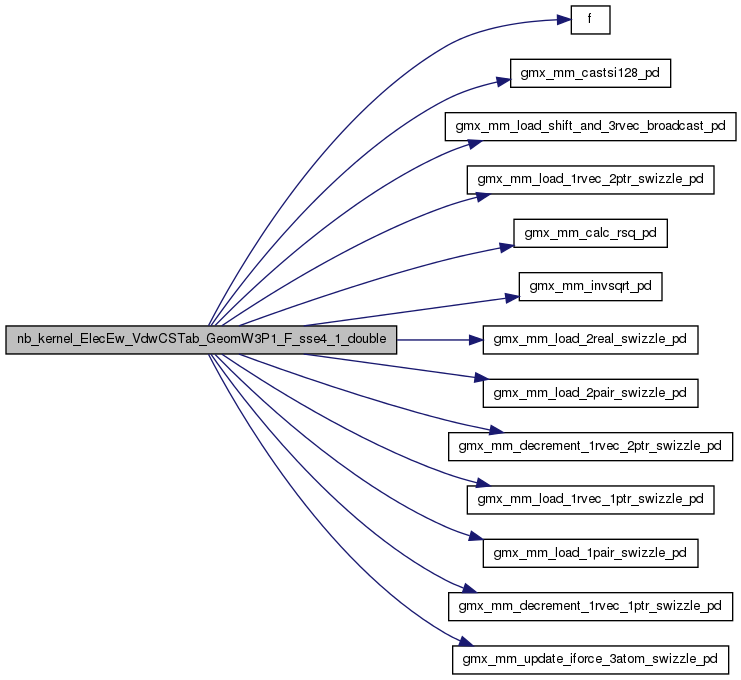 f
gmx_mm_castsi128_pd
gmx_mm_load_shift_and_3rvec_broadcast_pd
gmx_mm_load_1rvec_2ptr_swizzle_pd
gmx_mm_calc_rsq_pd
gmx_mm_invsqrt_pd
nb_kernel_ElecEw_VdwCSTab_GeomW3P1_F_sse4_1_double
gmx_mm_load_2real_swizzle_pd
gmx_mm_load_2pair_swizzle_pd
gmx_mm_decrement_1rvec_2ptr_swizzle_pd
gmx_mm_load_1rvec_1ptr_swizzle_pd
gmx_mm_load_1pair_swizzle_pd
gmx_mm_decrement_1rvec_1ptr_swizzle_pd
gmx_mm_update_iforce_3atom_swizzle_pd